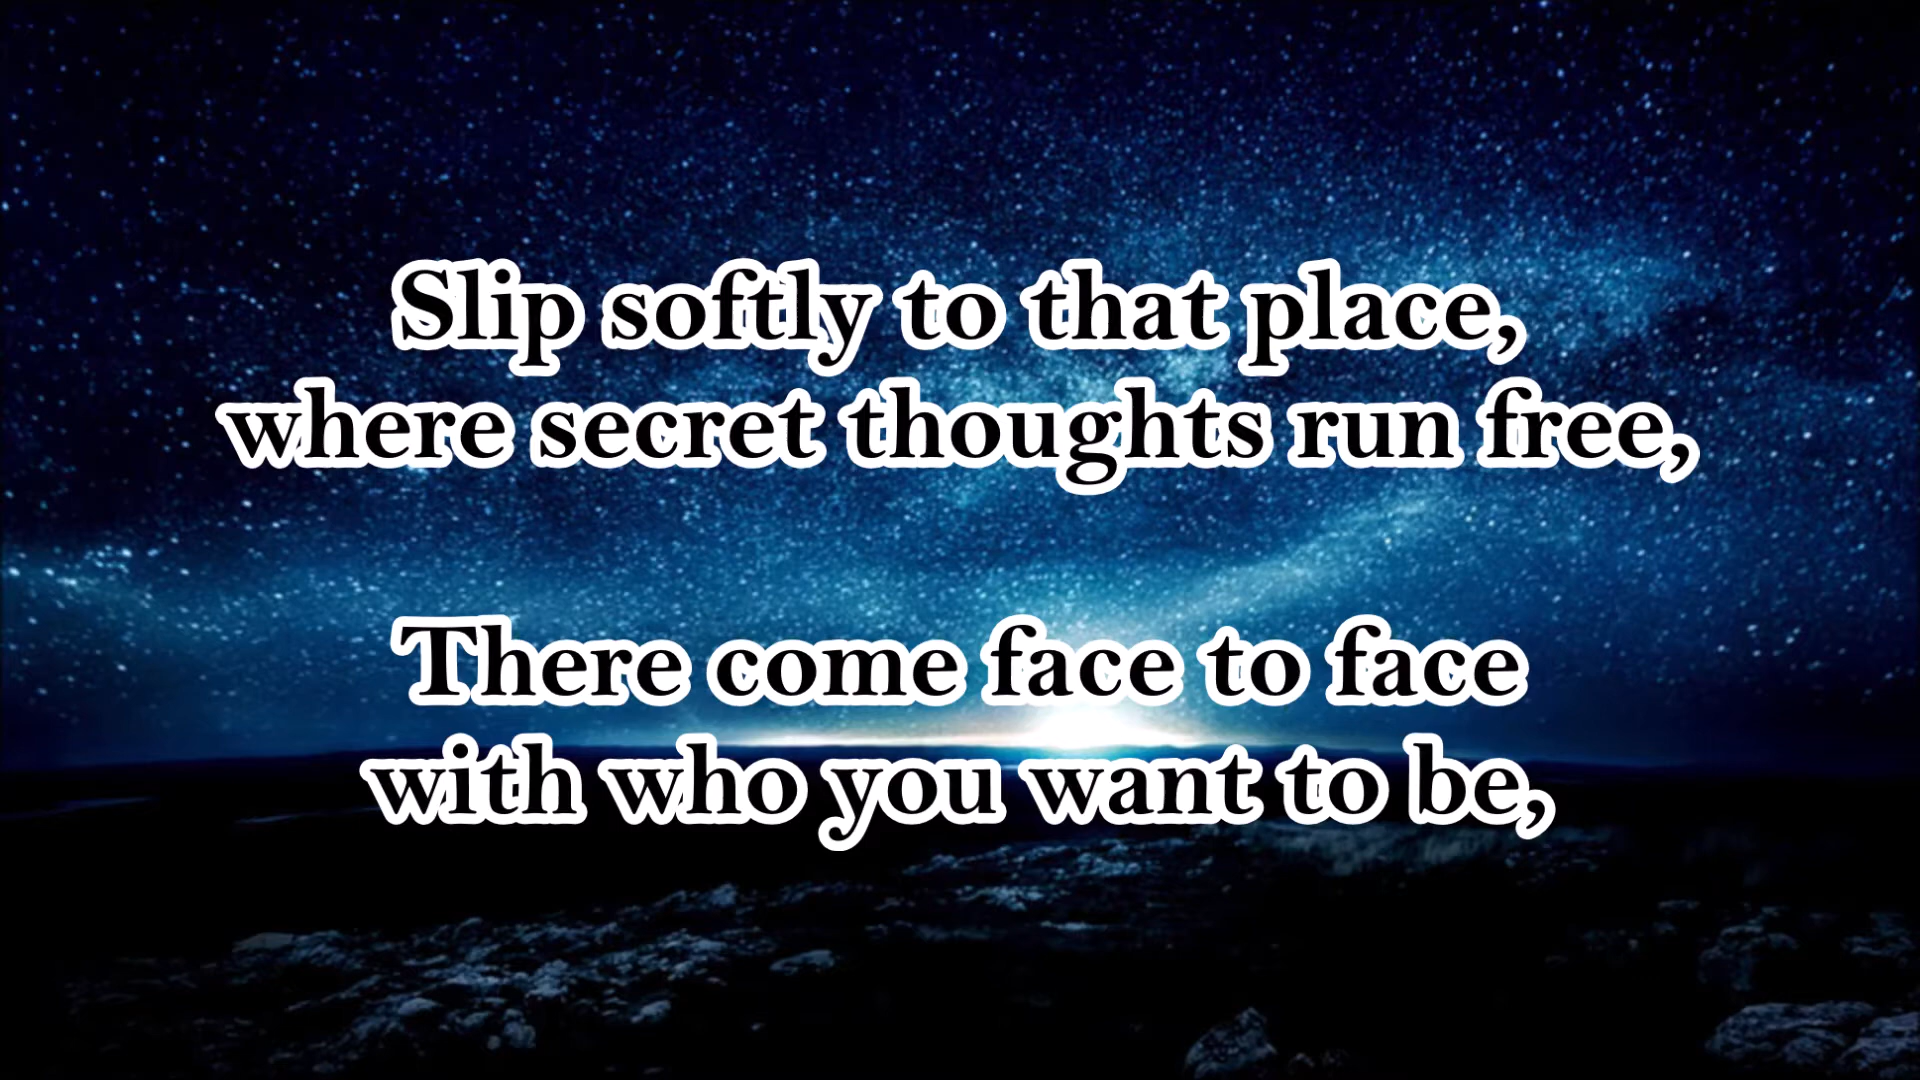 Slip softly to that place,
where secret thoughts run free,
There come face to face
with who you want to be,